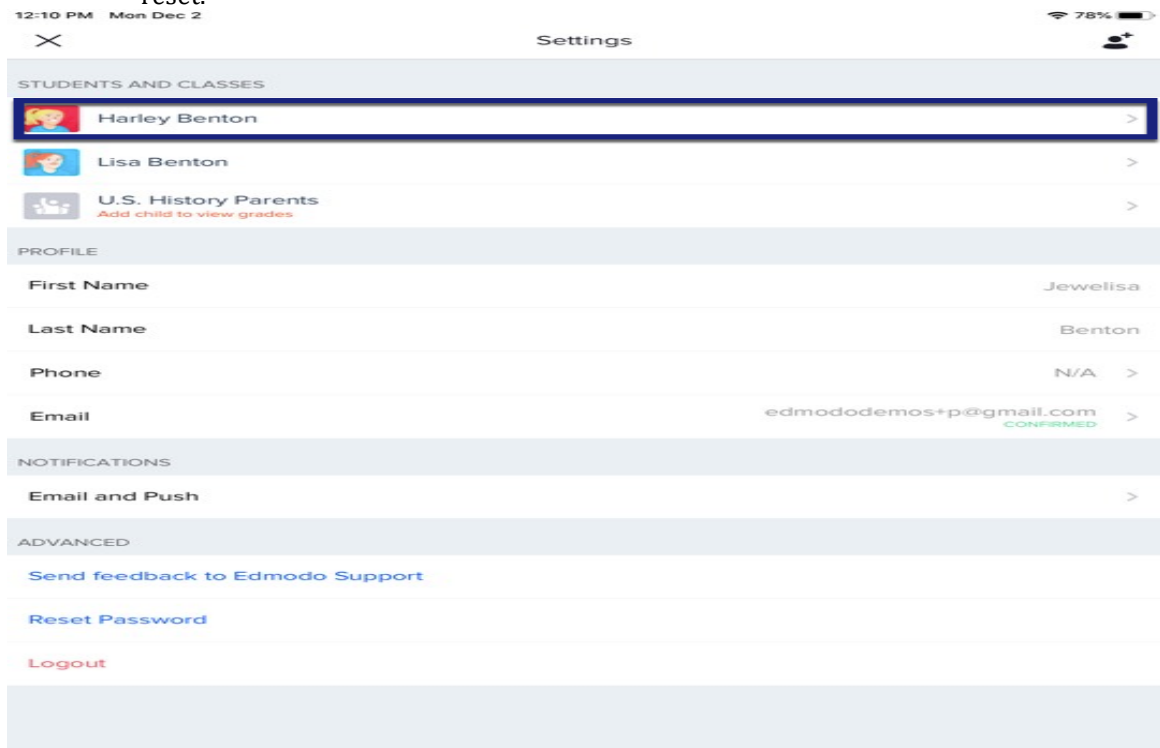 reset.
12:10 PM Mon Dec 2 78%
Settings
STUDENTS AND CLASSES
Harley Benton
Lisa Benton
U.S. History Parents
Add child to view grades
PROFILE
First Name Jewelisa
Last Name Benton
Phone N/A >
Email edmododemos+p@gmail.com >
CONFIRMED
NOTIFICATIONS
Email and Push
ADVANCED
Send feedback to Edmodo Support
Reset Password
Logout